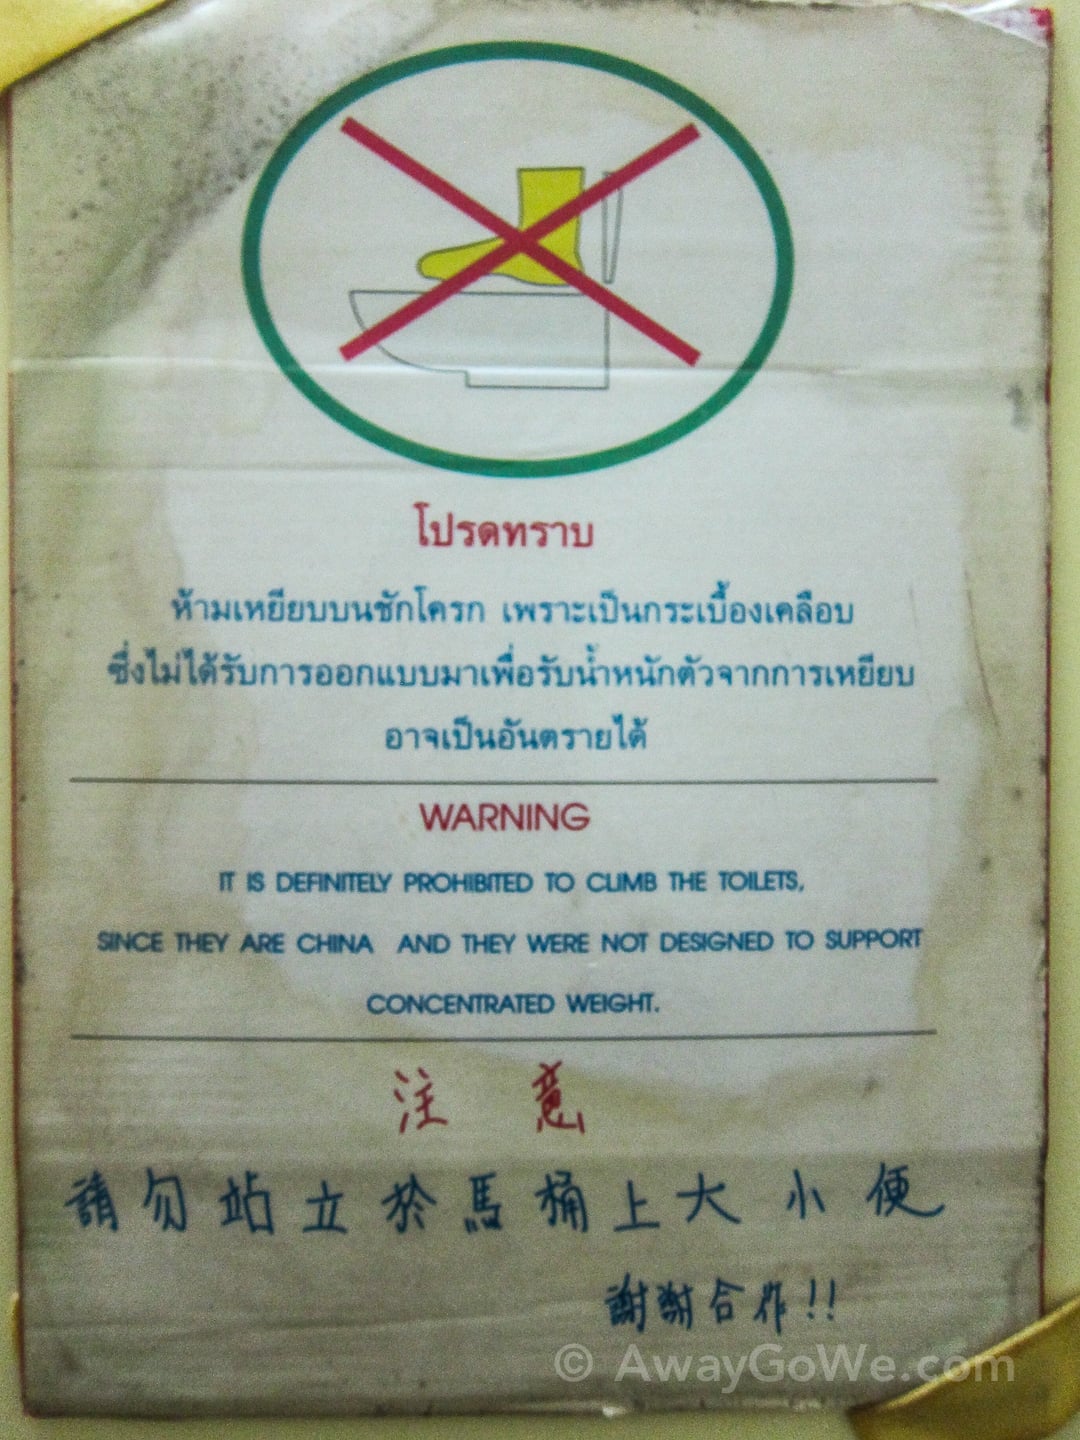 โปรดทราบ
ห้ามเหยียบบนชักโครก เพราะเป็นกระเบื้องเคลือบ
ซึ่งไม่ได้รับการออกแบบมาเพื่อรับน้ำหนักตัวจากการเหยียบ
อาจเป็นอันตรายได้
WARNING
IT IS DEFINITELY PROHIBITED TO CLIMB THE TOILETS,
SINCE THEY ARE CHINA AND THEY WERE NOT DESIGNED TO SUPPORT
CONCENTRATED WEIGHT.
注意
請勿站立於馬桶上大小便
謝謝合作!!
© AwayGoWe.com